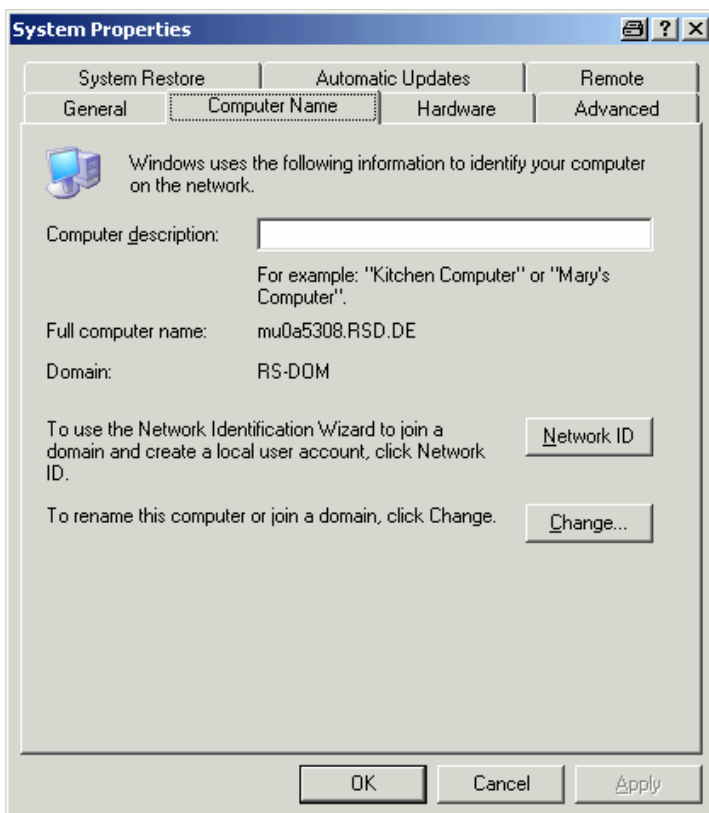 System Properties
System Restore
Automatic Updates
Remote
General
Computer Name
Hardware
Advanced
Windows uses the following information to identify your computer
on the network.
Computer description:
For example: "Kitchen Computer" or "Mary's
Computer".
Full computer name:
mu0a5308.RSD.DE
Domain:
RS-DOM
To use the Network Identification Wizard to join a
domain and create a local user account, click Network
ID.
Network ID
To rename this computer or join a domain, click Change.
Change...
OK
Cancel
Apply